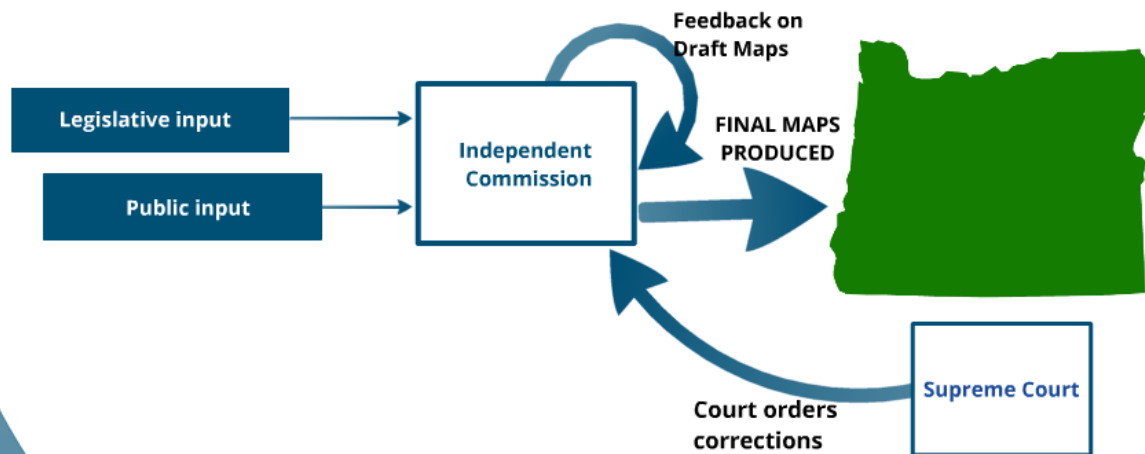 Feedback on
Draft Maps
Legislative input
Independent
Commission
FINAL MAPS
PRODUCED
Public input
Supreme Court
Court orders
corrections